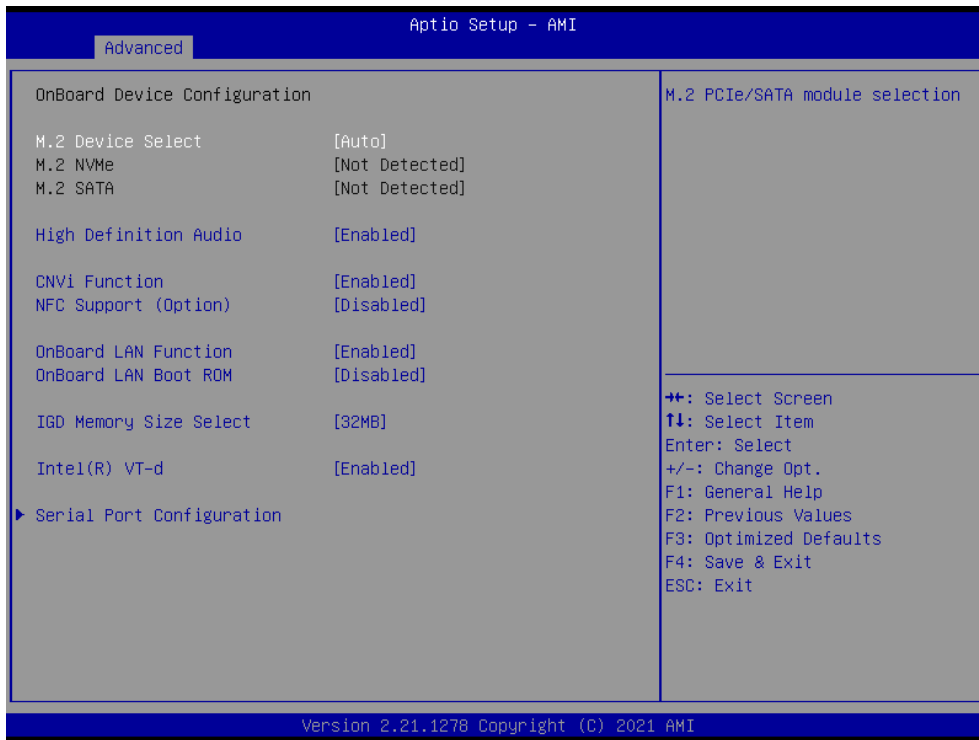 Aptio Setup – AMI
Advanced
OnBoard Device Configuration
M.2 Device Select [Auto]
M.2 NVMe [Not Detected]
M.2 SATA [Not Detected]
High Definition Audio [Enabled]
CNVi Function [Enabled]
NFC Support (Option) [Disabled]
OnBoard LAN Function [Enabled]
OnBoard LAN Boot ROM [Disabled]
IGD Memory Size Select [32MB]
Intel(R) VT-d [Enabled]
▶ Serial Port Configuration
M.2 PCIe/SATA module selection
→←: Select Screen
↑↓: Select Item
Enter: Select
+/-: Change Opt.
F1: General Help
F2: Previous Values
F3: Optimized Defaults
F4: Save & Exit
ESC: Exit
Version 2.21.1278 Copyright (C) 2021 AMI